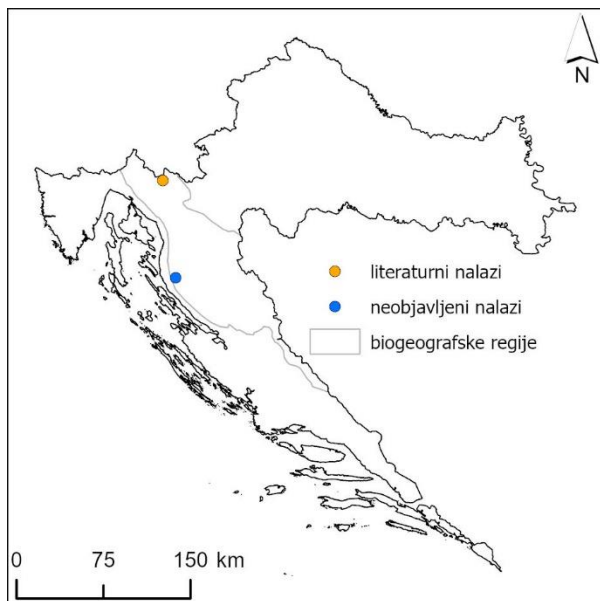 N
literaturni nalazi
neobjavljeni nalazi
biogeografske regije
0 75 150 km